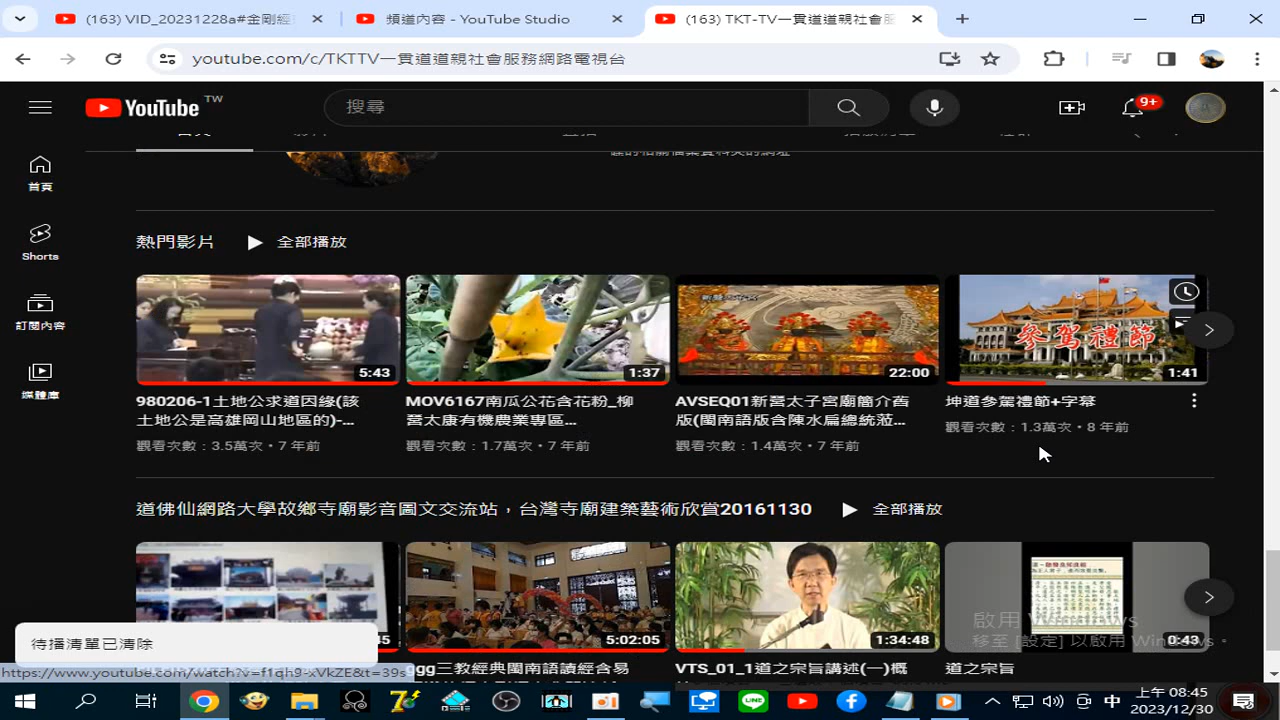 (163) VID_20231228a#金剛經
頻道內容 - YouTube Studio
(163) TKT-TV一貫道道親社會服
youtube.com/c/TKTTV一貫道道親社會服務網路電視台
YouTube TW
搜尋
9+
首頁
Shorts
訂閱內容
媒體庫
熱門影片
全部播放
5:43
1:37
新營太子宮
22:00
參駕禮節
1:41
980206-1土地公求道因緣(該
土地公是高雄岡山地區的)-...
觀看次數：3.5萬次 • 7 年前
MOV6167南瓜公花含花粉_柳
營太康有機農業專區...
觀看次數：1.7萬次 • 7 年前
AVSEQ01新營太子宮廟簡介舊
版(閩南語版含陳水扁總統蒞...
觀看次數：1.4萬次 • 7 年前
坤道參駕禮節+字幕
觀看次數：1.3萬次 • 8 年前
道佛仙網路大學故鄉寺廟影音圖文交流站，台灣寺廟建築藝術欣賞20161130
全部播放
5:02:05
1:34:48
0:43
啟用 Windows
移至 [設定] 以啟用 Windows。
待播清單已清除
ggg三教經典閩南語讀經含易
VTS_01_1道之宗旨講述(一)概
道之宗旨
https://www.youtube.com/watch?v=f1qh9-xVkZE&t=39s
中
上午 08:45
2023/12/30